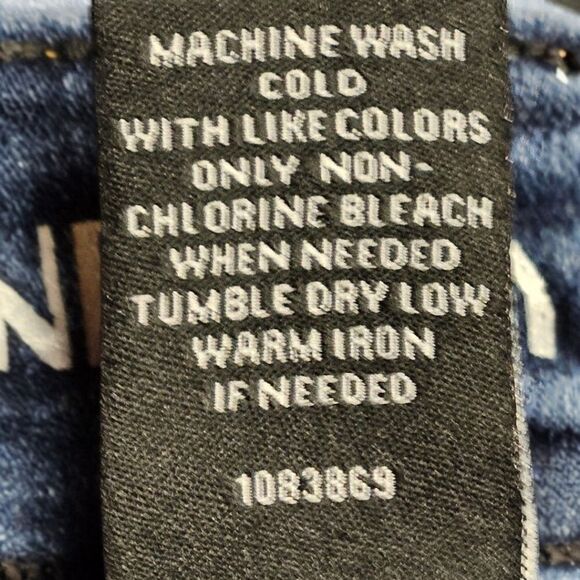 MACHINE WASH
COLD
WITH LIKE COLORS
ONLY NON-
CHLORINE BLEACH
WHEN NEEDED
TUMBLE DRY LOW
WARM IRON
IF NEEDED
1083869